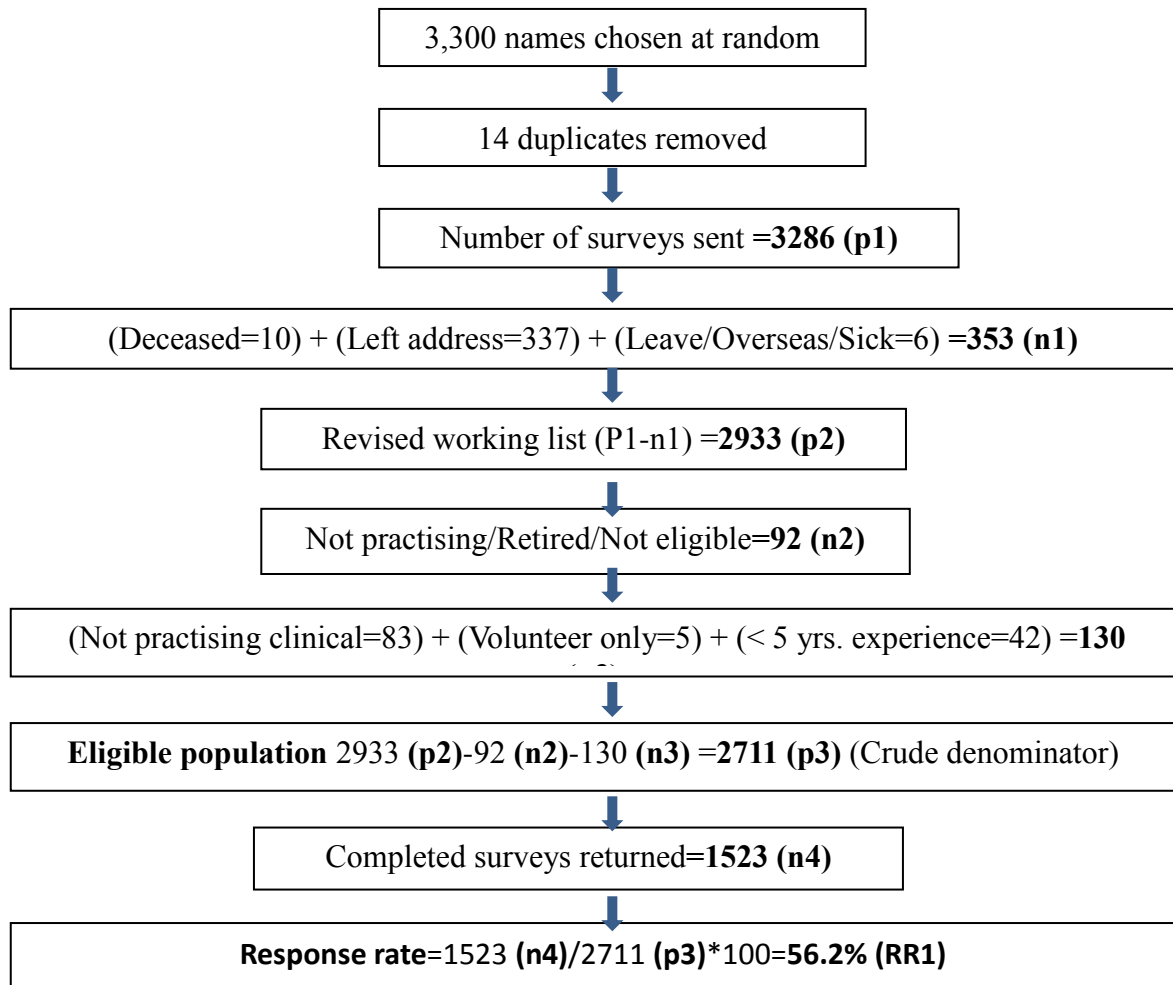 3,300 names chosen at random
14 duplicates removed
Number of surveys sent =3286 (p1)
(Deceased=10) + (Left address=337) + (Leave/Overseas/Sick=6) =353 (n1)
Revised working list (P1-n1) =2933 (p2)
Not practising/Retired/Not eligible=92 (n2)
(Not practising clinical=83) + (Volunteer only=5) + (< 5 yrs. experience=42) =130
Eligible population 2933 (p2)-92 (n2)-130 (n3) =2711 (p3) (Crude denominator)
Completed surveys returned=1523 (n4)
Response rate=1523 (n4)/2711 (p3)*100=56.2% (RR1)